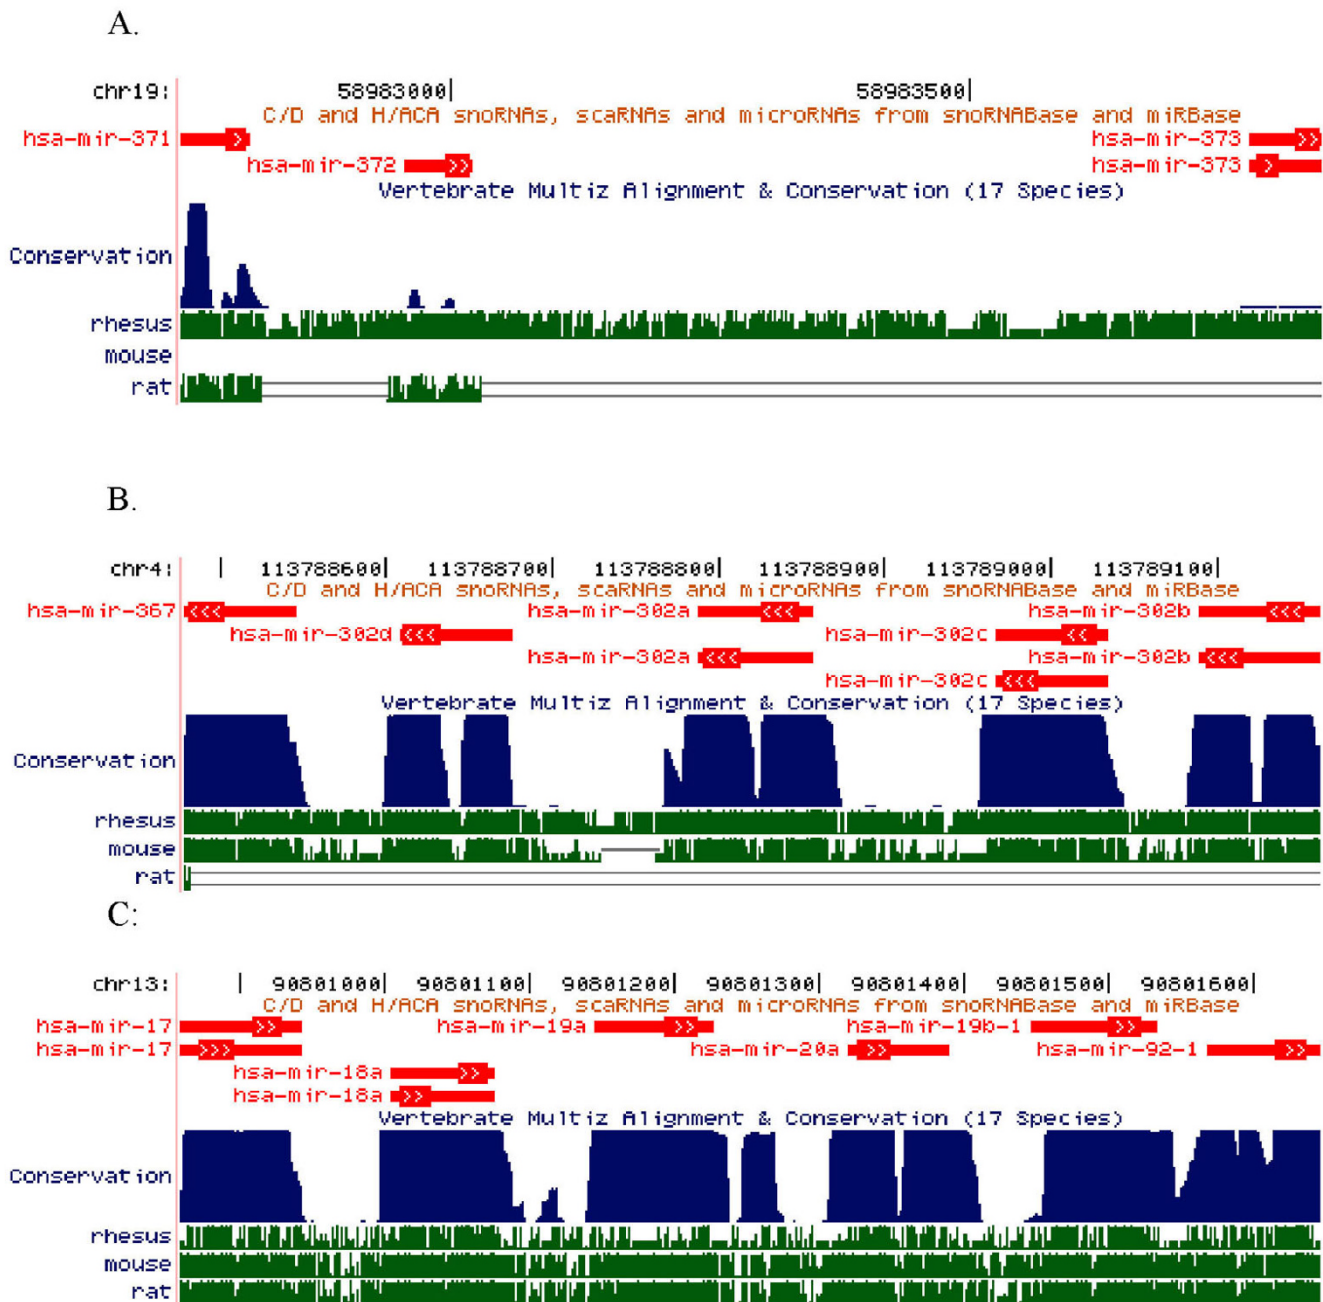 A.
chr19: 58983000| 58983500|
C/D and H/ACA snoRNAs, scaRNAs and microRNAs from snoRNABase and miRBase
hsa-mir-371 > hsa-mir-373 >>
hsa-mir-372 >> hsa-mir-373 >
Vertebrate Multiz Alignment & Conservation (17 Species)
Conservation
rhesus
mouse
rat
B.
chr4: | 113788600| 113788700| 113788800| 113788900| 113789000| 113789100|
C/D and H/ACA snoRNAs, scaRNAs and microRNAs from snoRNABase and miRBase
hsa-mir-367 <<< hsa-mir-302a <<< hsa-mir-302b <<<
hsa-mir-302d <<< hsa-mir-302c <<
hsa-mir-302a <<< hsa-mir-302b <<<
hsa-mir-302c <<<
Vertebrate Multiz Alignment & Conservation (17 Species)
Conservation
rhesus
mouse
rat
C:
chr13: | 90801000| 90801100| 90801200| 90801300| 90801400| 90801500| 90801600|
C/D and H/ACA snoRNAs, scaRNAs and microRNAs from snoRNABase and miRBase
hsa-mir-17 >> hsa-mir-19a >> hsa-mir-19b-1 >>
hsa-mir-17 >>> hsa-mir-20a >> hsa-mir-92-1 >>
hsa-mir-18a >>
hsa-mir-18a >>
Vertebrate Multiz Alignment & Conservation (17 Species)
Conservation
rhesus
mouse
rat